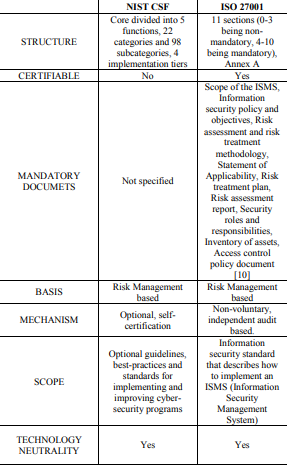 NIST CSF ISO 27001
STRUCTURE
Core divided into 5
functions, 22
categories and 98
subcategories, 4
implementation tiers
11 sections (0-3
being non-
mandatory, 4-10
being mandatory),
Annex A
CERTIFIABLE No Yes
MANDATORY
DOCUMETS
Not specified
Scope of the ISMS,
Information
security policy and
objectives, Risk
assessment and risk
treatment
methodology,
Statement of
Applicability, Risk
treatment plan,
Risk assessment
report, Security
roles and
responsibilities,
Inventory of assets,
Access control
policy document
[10]
BASIS
Risk Management
based
Risk Management
based
MECHANISM
Optional, self-
certification
Non-voluntary,
independent audit
based.
SCOPE
Optional guidelines,
best-practices and
standards for
implementing and
improving cyber-
security programs
Information
security standard
that describes how
to implement an
ISMS (Information
Security
Management
System)
TECHNOLOGY
NEUTRALITY
Yes Yes